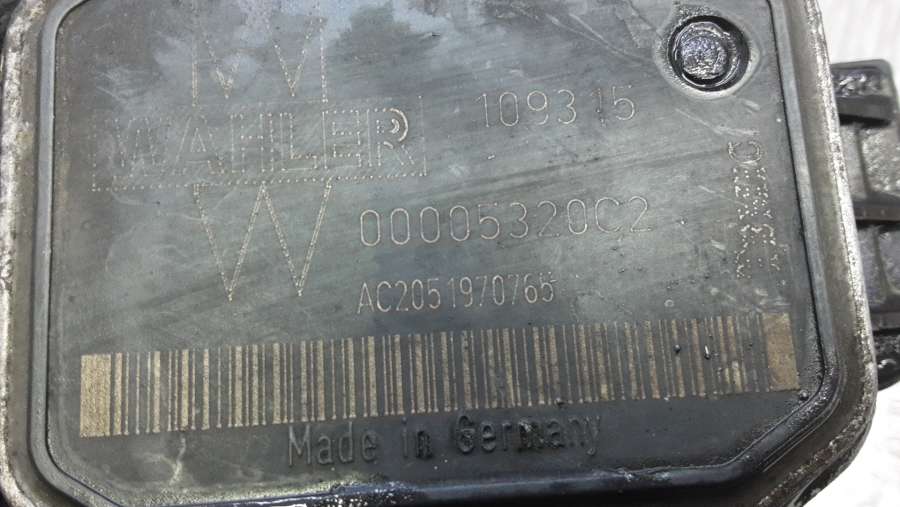 WAHLER
109315
00005320C2
AC2051970765
Made in Germany